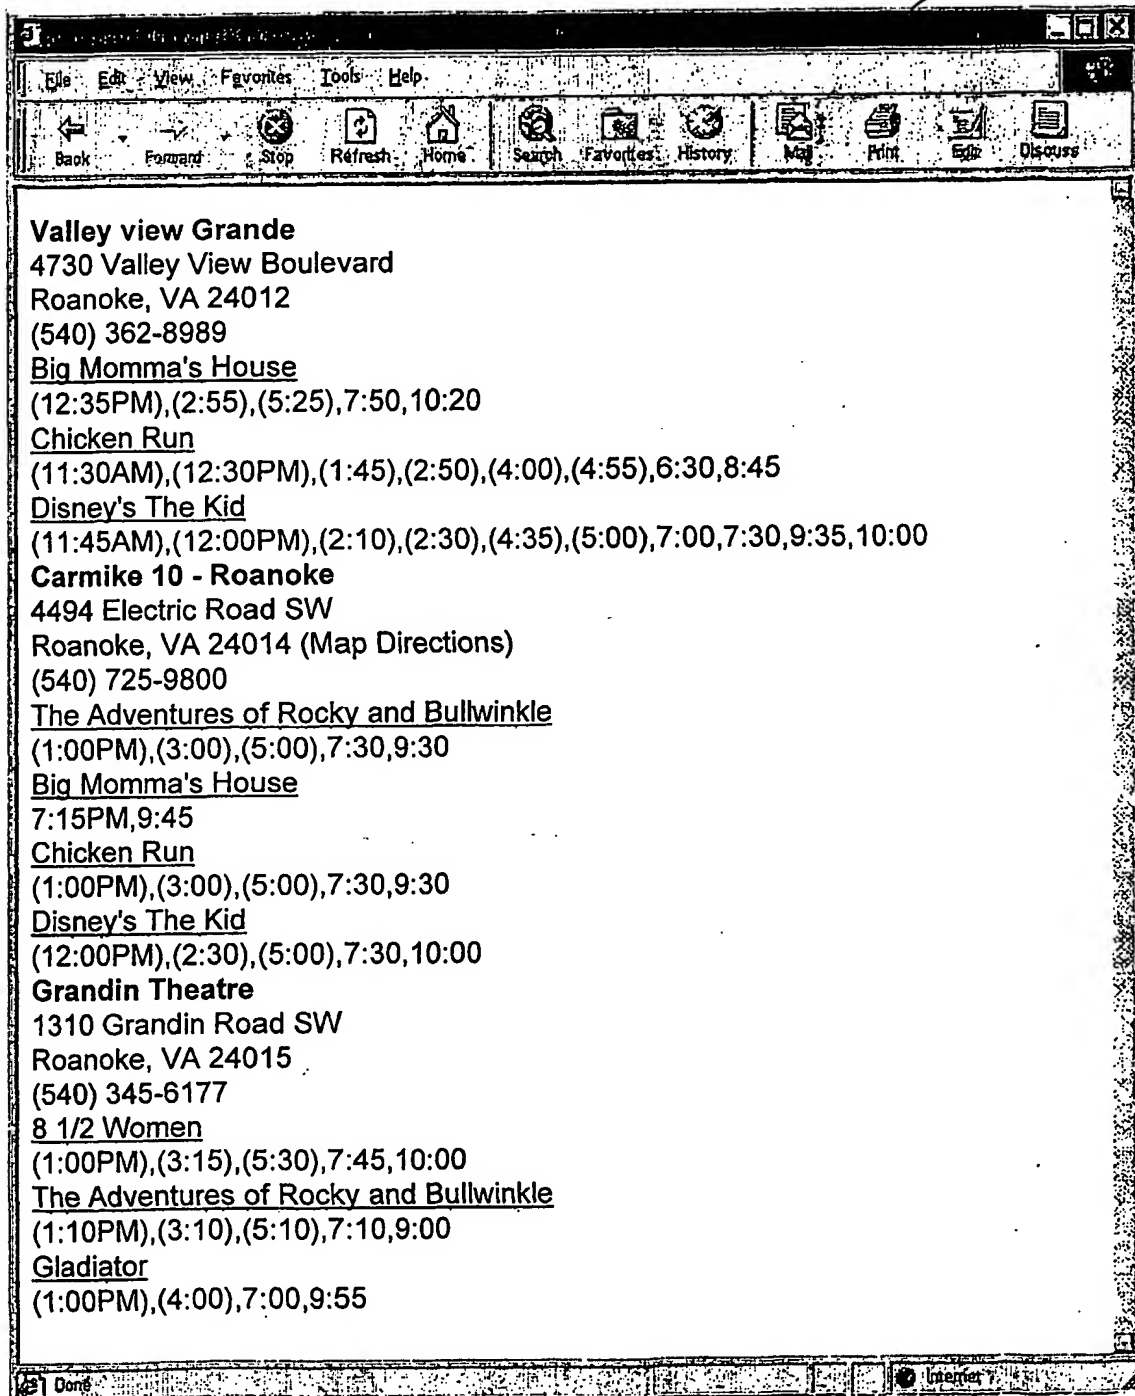 File Edit View Favorites Tools Help
Back Forward Stop Refresh Home Search Favorites History Mail Print Edit Discuss
Valley view Grande
4730 Valley View Boulevard
Roanoke, VA 24012
(540) 362-8989
Big Momma's House
(12:35PM),(2:55),(5:25),7:50,10:20
Chicken Run
(11:30AM),(12:30PM),(1:45),(2:50),(4:00),(4:55),6:30,8:45
Disney's The Kid
(11:45AM),(12:00PM),(2:10),(2:30),(4:35),(5:00),7:00,7:30,9:35,10:00
Carmike 10 - Roanoke
4494 Electric Road SW
Roanoke, VA 24014 (Map Directions)
(540) 725-9800
The Adventures of Rocky and Bullwinkle
(1:00PM),(3:00),(5:00),7:30,9:30
Big Momma's House
7:15PM,9:45
Chicken Run
(1:00PM),(3:00),(5:00),7:30,9:30
Disney's The Kid
(12:00PM),(2:30),(5:00),7:30,10:00
Grandin Theatre
1310 Grandin Road SW
Roanoke, VA 24015
(540) 345-6177
8 1/2 Women
(1:00PM),(3:15),(5:30),7:45,10:00
The Adventures of Rocky and Bullwinkle
(1:10PM),(3:10),(5:10),7:10,9:00
Gladiator
(1:00PM),(4:00),7:00,9:55
Done Internet